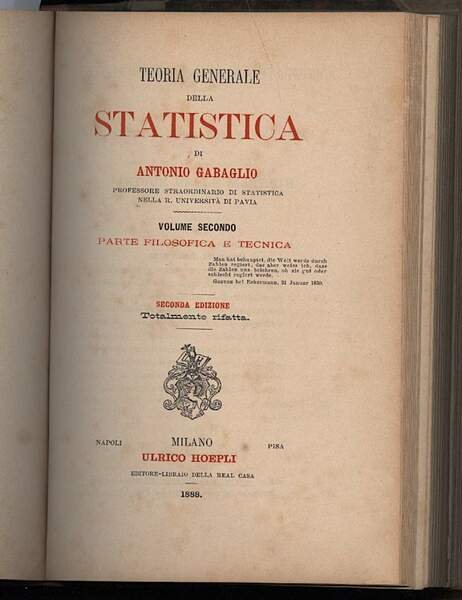 TEORIA GENERALE
DELLA
STATISTICA
DI
ANTONIO GABAGLIO
PROFESSORE STRAORDINARIO DI STATISTICA
NELLA R. UNIVERSITÀ DI PAVIA
VOLUME SECONDO
PARTE FILOSOFICA E TECNICA
Man hat behauptet, die Welt werde durch
Zahlen regiert, das aber weiss ich, dass
die Zahlen uns belehren, ob sie gut oder
schlecht regiert werde.
bei Eckermann, 31 Januar 1830.
SECONDA EDIZIONE
Totalmente rifatta.
NAPOLI MILANO PISA
ULRICO HOEPLI
EDITORE-LIBRAIO DELLA REAL CASA
1888.